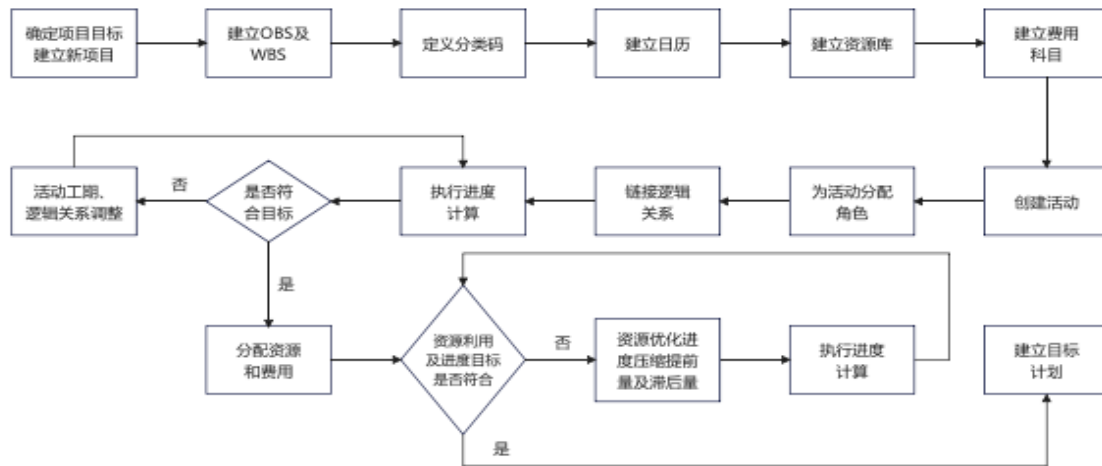 确定项目目标
建立新项目
建立OBS及
WBS
定义分类码
建立日历
建立资源库
建立费用
科目
活动工期、
逻辑关系调整
否
是否符
合目标
执行进度
计算
链接逻辑
关系
为活动分配
角色
创建活动
是
分配资源
和费用
资源利用
及进度目标
是否符合
否
资源优化进
度压缩提前
量及滞后量
执行进度
计算
建立目标
计划
是